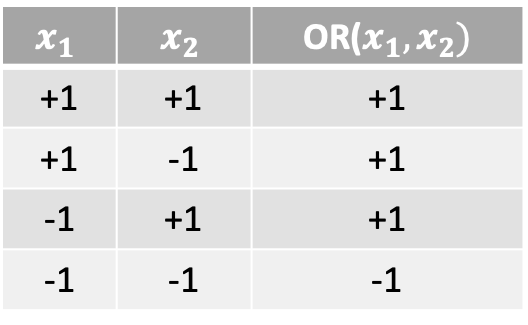 x₁ x₂ OR(x₁, x₂)
+1 +1 +1
+1 -1 +1
-1 +1 +1
-1 -1 -1